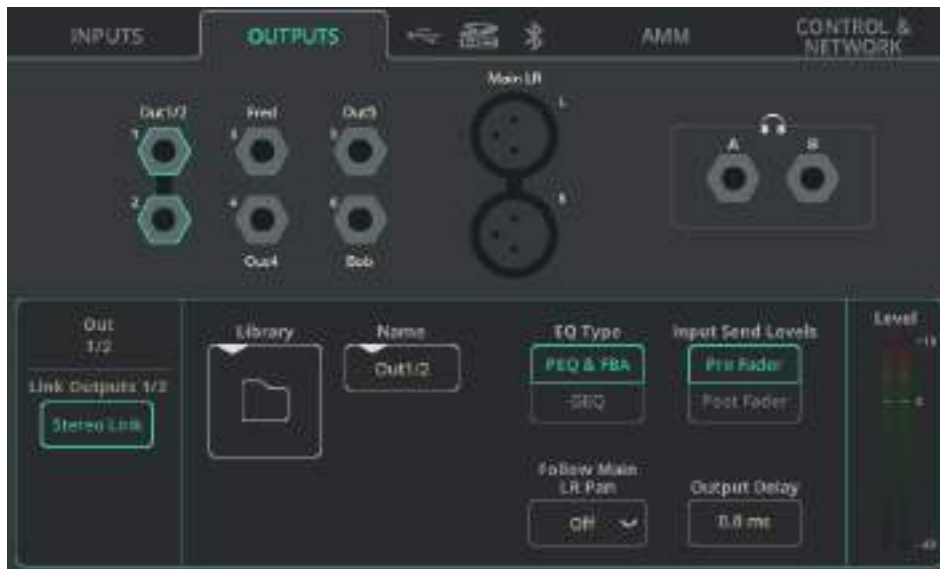 INPUTS
OUTPUTS
AMM
CONTROL & NETWORK
Main LR
L
R
Out1/2
Fred
Out5
1
3
5
2
4
6
Out4
Bob
A
B
Out
1/2
Link Outputs 1/2
Stereo Link
Library
Name
Out1/2
EQ Type
PEQ & FBA
GEQ
Input Send Levels
Pre Fader
Post Fader
Follow Main
LR Pan
Off
Output Delay
0.8 ms
Level
0